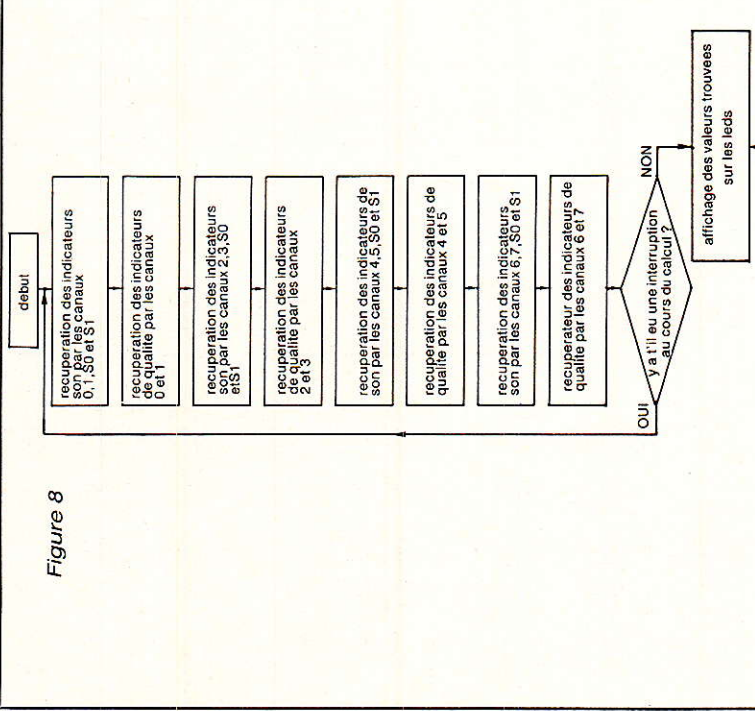 Figure 8
debut
recuperation des indicateurs
son par les canaux
0,1,S0 et S1
recuperation des indicateurs
de qualite par les canaux
0 et 1
recuperation des indicateurs
son par les canaux 2,3,S0
etS1
recuperation des indicateurs
de qualite par les canaux
2 et 3
recuperation des indicateurs de
son par les canaux 4,5,S0 et S1
recuperation des indicateurs de
qualite par les canaux 4 et 5
recuperation des indicateurs
son par les canaux 6,7,S0 et S1
recuperateur des indicateurs de
qualite par les canaux 6 et 7
y a t'il eu une interruption
au cours du calcul ?
OUI
NON
affichage des valeurs trouvees
sur les leds